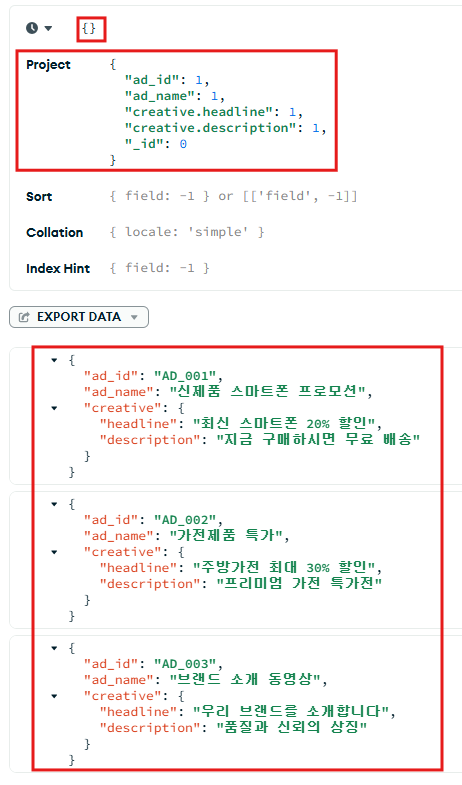 {}
Project {
"ad_id": 1,
"ad_name": 1,
"creative.headline": 1,
"creative.description": 1,
"_id": 0
}
Sort { field: -1 } or [['field', -1]]
Collation { locale: 'simple' }
Index Hint { field: -1 }
EXPORT DATA
{
"ad_id": "AD_001",
"ad_name": "신제품 스마트폰 프로모션",
"creative": {
"headline": "최신 스마트폰 20% 할인",
"description": "지금 구매하시면 무료 배송"
}
}
{
"ad_id": "AD_002",
"ad_name": "가전제품 특가",
"creative": {
"headline": "주방가전 최대 30% 할인",
"description": "프리미엄 가전 특가전"
}
}
{
"ad_id": "AD_003",
"ad_name": "브랜드 소개 동영상",
"creative": {
"headline": "우리 브랜드를 소개합니다",
"description": "품질과 신뢰의 상징"
}
}